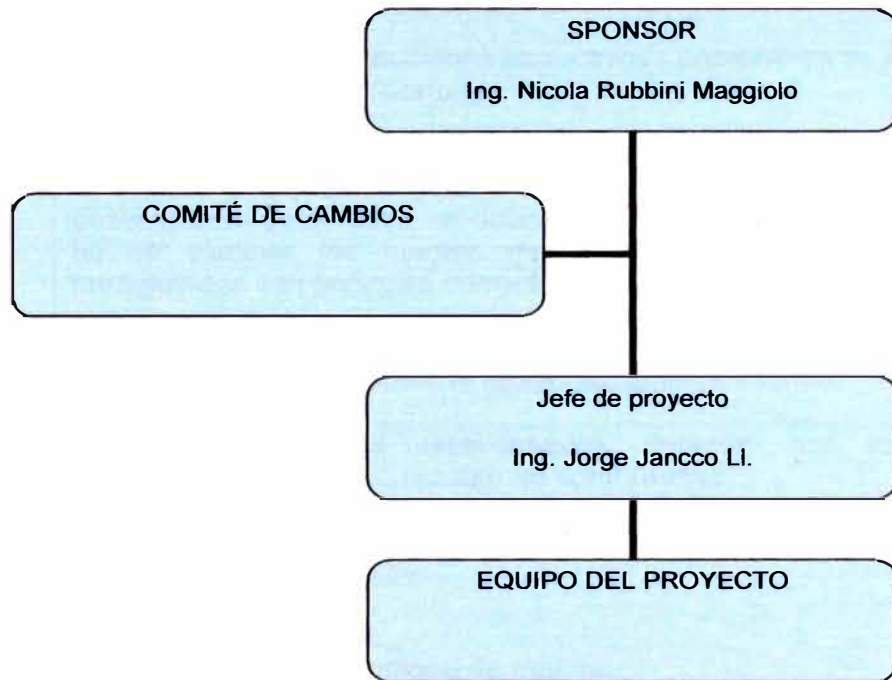 SPONSOR
Ing. Nicola Rubbini Maggiolo
COMITÉ DE CAMBIOS
Jefe de proyecto
Ing. Jorge Jancco Ll.
EQUIPO DEL PROYECTO